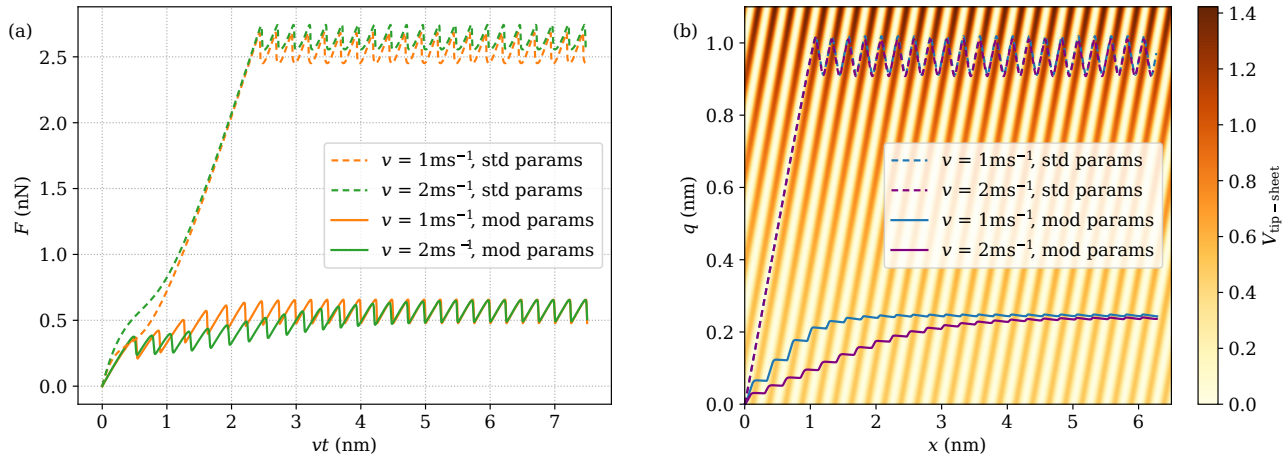 (a)
F (nN)
2.5
2.0
1.5
1.0
0.5
0.0
v = 1ms⁻¹, std params
v = 2ms⁻¹, std params
v = 1ms⁻¹, mod params
v = 2ms⁻¹, mod params
0 1 2 3 4 5 6 7
vt (nm)
(b)
q (nm)
1.0
0.8
0.6
0.4
0.2
0.0
v = 1ms⁻¹, std params
v = 2ms⁻¹, std params
v = 1ms⁻¹, mod params
v = 2ms⁻¹, mod params
0 1 2 3 4 5 6
x (nm)
1.4
1.2
1.0
0.8
0.6
0.4
0.2
0.0
V_tip−sheet